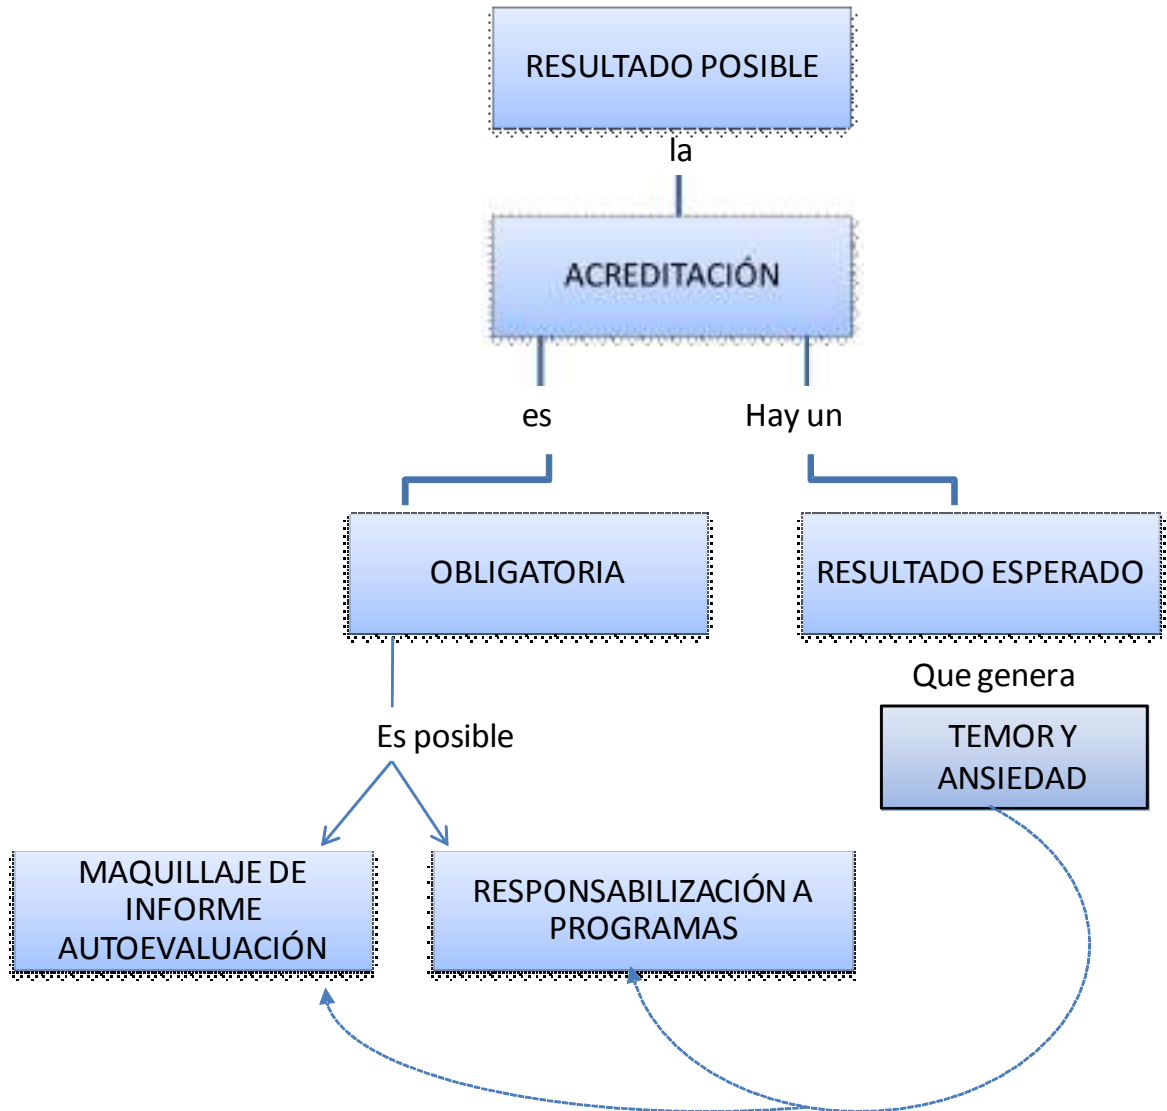 RESULTADO POSIBLE
la
ACREDITACIÓN
es
Hay un
OBLIGATORIA
RESULTADO ESPERADO
Que genera
TEMOR Y
ANSIEDAD
Es posible
MAQUILLAJE DE
INFORME
AUTOEVALUACIÓN
RESPONSABILIZACIÓN A
PROGRAMAS